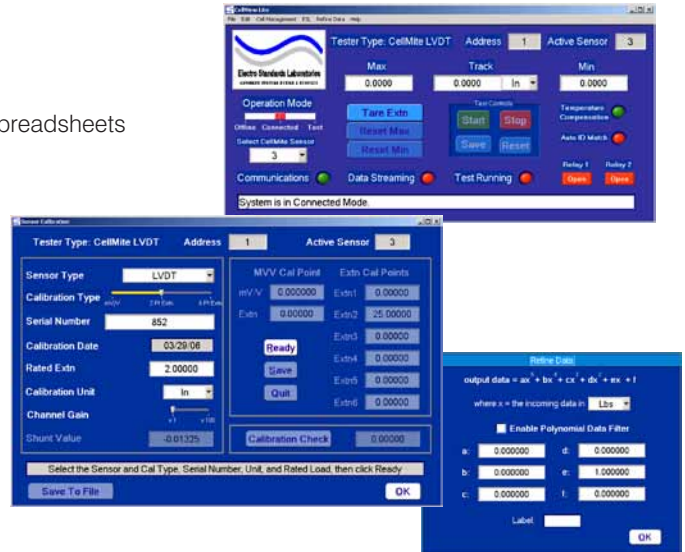 preadsheets
CellView Lite
File Edit Cell Management ESL Refine Data Help
Tester Type: CellMite LVDT Address 1 Active Sensor 3
Electro Standards Laboratories
Max Track Min
0.0000 0.0000 In 0.0000
Operation Mode
Offline Connected Test
Select CellMite Sensor
3
Tare Extn
Reset Max
Reset Min
Test Controls
Start Stop
Save Reset
Temperature
Compensation
Auto ID Match
Relay 1 Relay 2
Open Open
Communications Data Streaming Test Running
System is in Connected Mode.
Sensor Calibration
Tester Type: CellMite LVDT Address 1 Active Sensor 3
Sensor Type LVDT
Calibration Type
mV/V 2 Pt Extn 6 Pt Extn
Serial Number 852
Calibration Date 03/29/06
Rated Extn 2.00000
Calibration Unit In
Channel Gain
x1 x100
Shunt Value -0.01325
MVV Cal Point Extn Cal Points
mV/V 0.000000 Extn1 0.00000
Extn 0.00000 Extn2 25.00000
Extn3 0.00000
Ready
Extn4 0.00000
Save
Extn5 0.00000
Quit
Extn6 0.00000
Calibration Check 0.00000
Select the Sensor and Cal Type, Serial Number, Unit, and Rated Load, then click Ready
Save To File OK
Refine Data
output data = ax^5 + bx^4 + cx^3 + dx^2 + ex + f
where x = the incoming data in Lbs
Enable Polynomial Data Filter
a: 0.000000 d: 0.000000
b: 0.000000 e: 1.000000
c: 0.000000 f: 0.000000
Label
OK